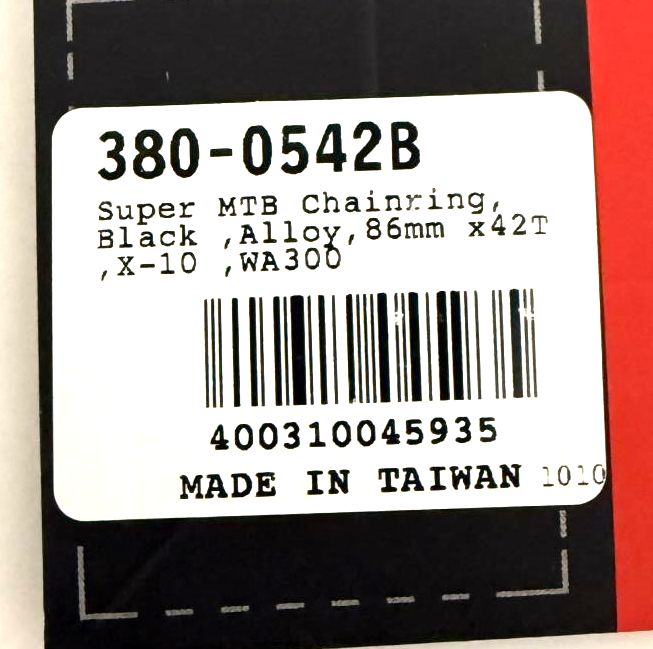 380-0542B
Super MTB Chainring,
Black ,Alloy,86mm x42T
,X-10 ,WA300
400310045935
MADE IN TAIWAN 1010